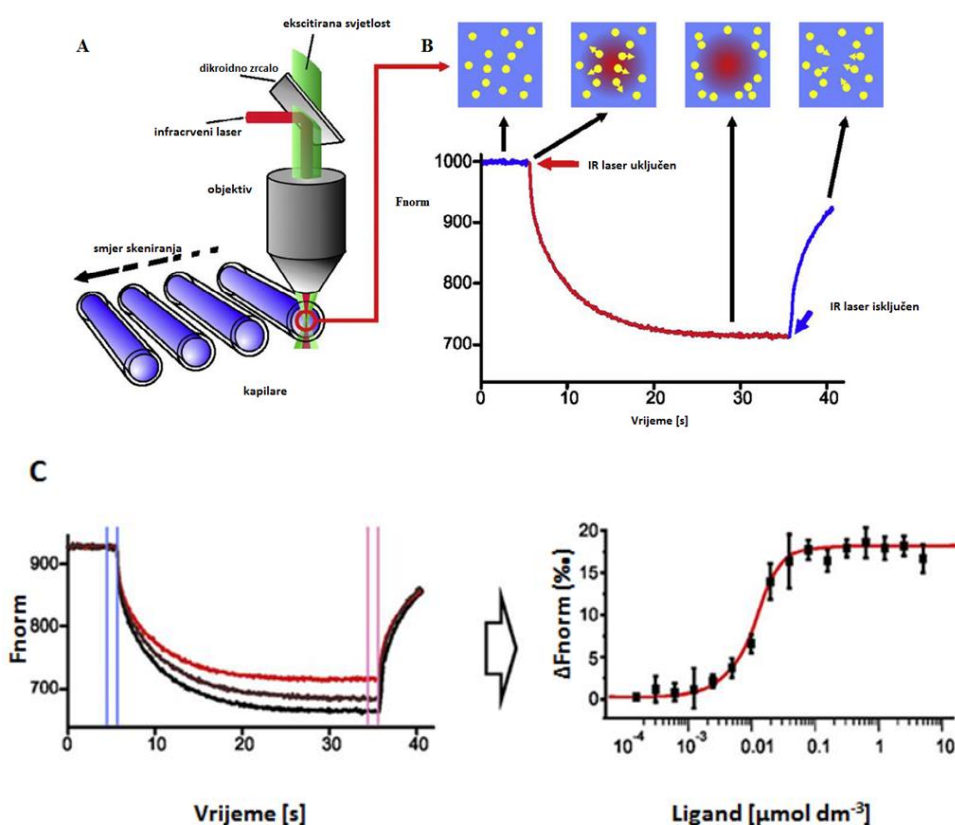 A
ekscitirana svjetlost
dikroidno zrcalo
infracrveni laser
objektiv
smjer skeniranja
kapilare
B
1000
900
800
700
Fnorm
IR laser uključen
IR laser isključen
0
10
20
30
40
Vrijeme [s]
C
900
800
700
Fnorm
0
10
20
30
40
Vrijeme [s]
20
15
10
5
0
ΔFnorm (‰)
10⁻⁴
10⁻³
0.01
0.1
1
10
Ligand [µmol dm⁻³]